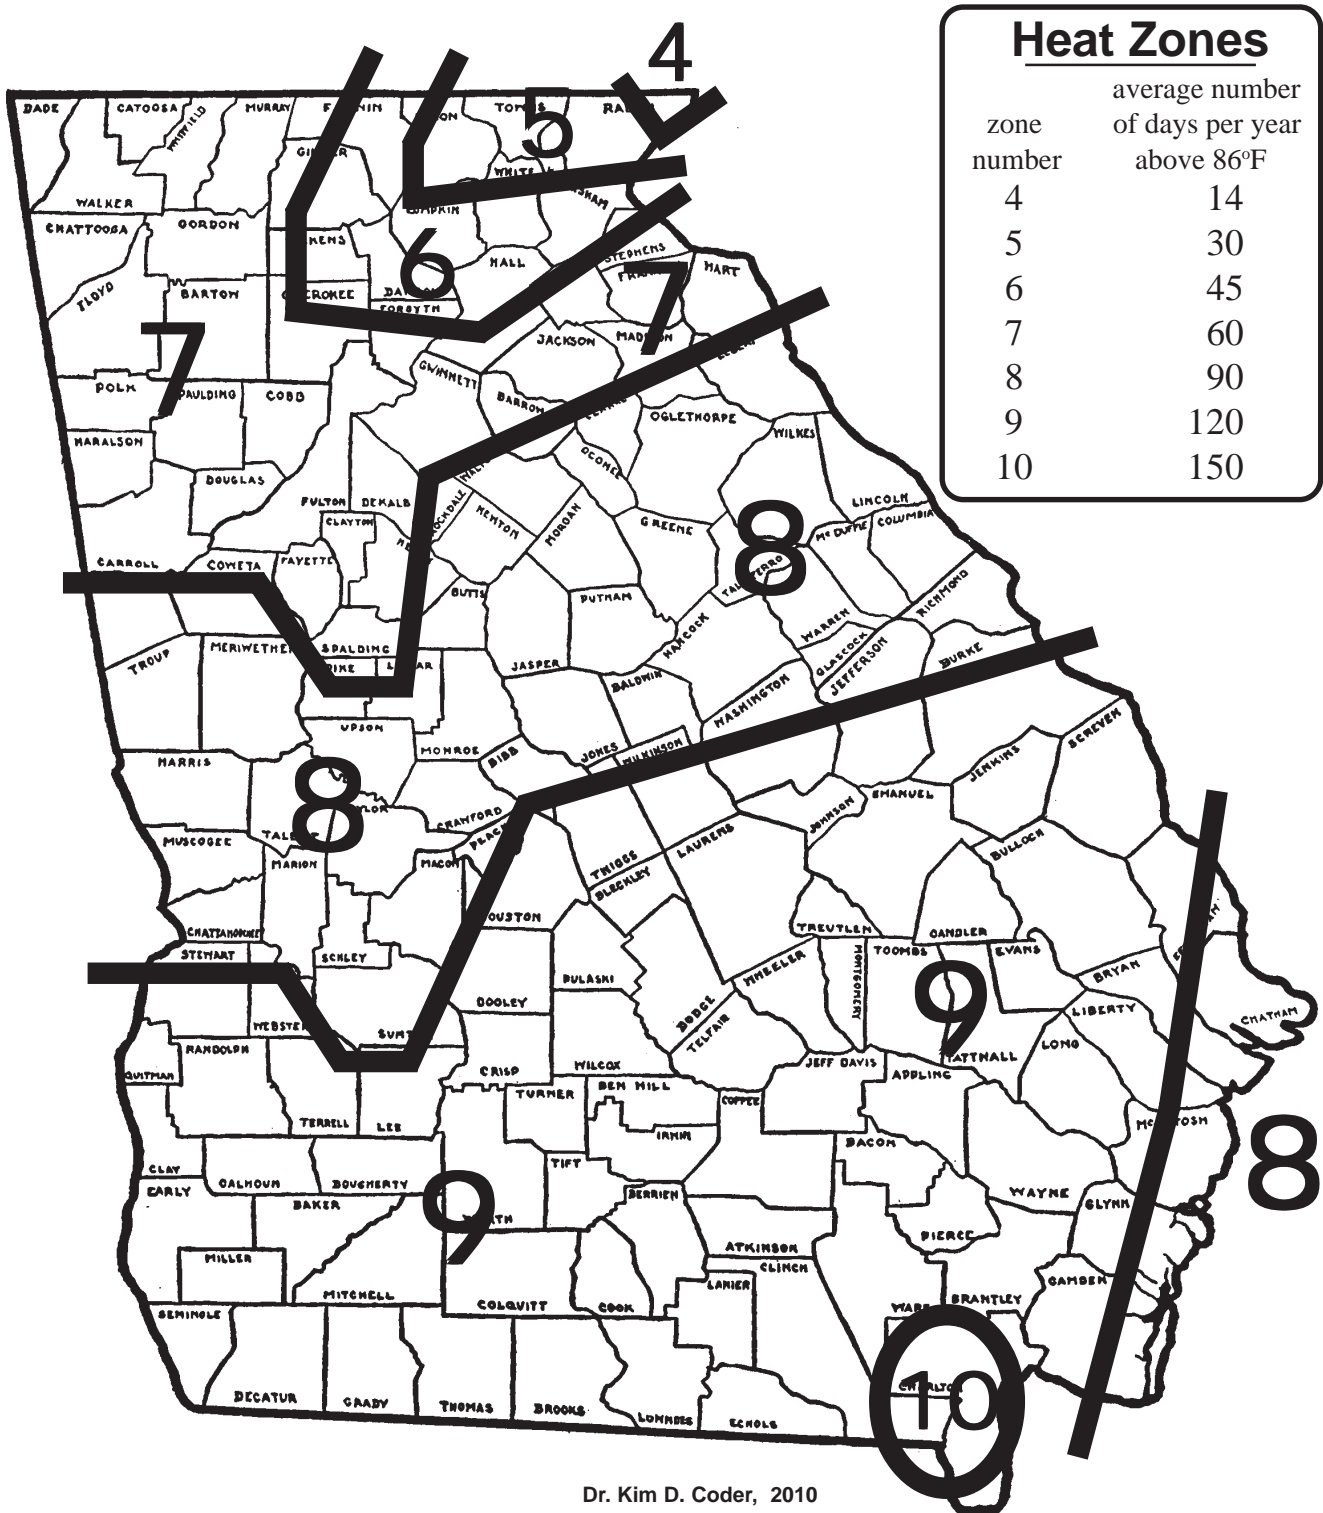 4
Heat Zones
average number
zone of days per year
number above 86°F
4 14
5 30
6 45
7 60
8 90
9 120
10 150
DADE
CATOOSA
WHITFIELD
MURRAY
TOWNS
5
WALKER
WHITE
CHATTOOGA
GORDON
LUMPKIN
6
HALL
STEPHENS
HART
7
FLOYD
BARTOW
CHEROKEE
FORSYTH
7
JACKSON
MADISON
POLK
PAULDING
COBB
GWINNETT
BARROW
OGLETHORPE
WILKES
HARALSON
OCONEE
DOUGLAS
FULTON
DEKALB
ROCKDALE
NEWTON
MORGAN
GREENE
LINCOLN
CLAYTON
8
McDUFFIE
COLUMBIA
CARROLL
COWETA
FAYETTE
BUTTS
PUTNAM
HANCOCK
WARREN
RICHMOND
TROUP
MERIWETHER
SPALDING
PIKE
JASPER
BALDWIN
GLASCOCK
JEFFERSON
BURKE
WASHINGTON
UPSON
MONROE
BIBB
JONES
WILKINSON
HARRIS
SCREVEN
JENKINS
8
CRAWFORD
JOHNSON
EMANUEL
MUSCOGEE
MARION
MACON
TWIGGS
BLECKLEY
LAURENS
BULLOCH
CHATTAHOOCHEE
TREUTLEN
CANDLER
STEWART
SCHLEY
MONTGOMERY
TOOMBS
EVANS
PULASKI
WHEELER
9
BRYAN
DOOLEY
DODGE
LIBERTY
WEBSTER
TELFAIR
CHATHAM
RANDOLPH
QUITMAN
CRISP
WILCOX
JEFF DAVIS
TATTNALL
LONG
TURNER
BEN HILL
COFFEE
APPLING
TERRELL
LEE
IRWIN
BACON
McINTOSH
CLAY
EARLY
CALHOUN
DOUGHERTY
TIFT
8
BAKER
9
BERRIEN
WAYNE
GLYNN
MILLER
ATKINSON
PIERCE
CLINCH
MITCHELL
LANIER
CAMDEN
COLQUITT
COOK
WARE
BRANTLEY
SEMINOLE
CHARLTON
10
DECATUR
GRADY
THOMAS
BROOKS
LOWNDES
ECHOLS
Dr. Kim D. Coder, 2010